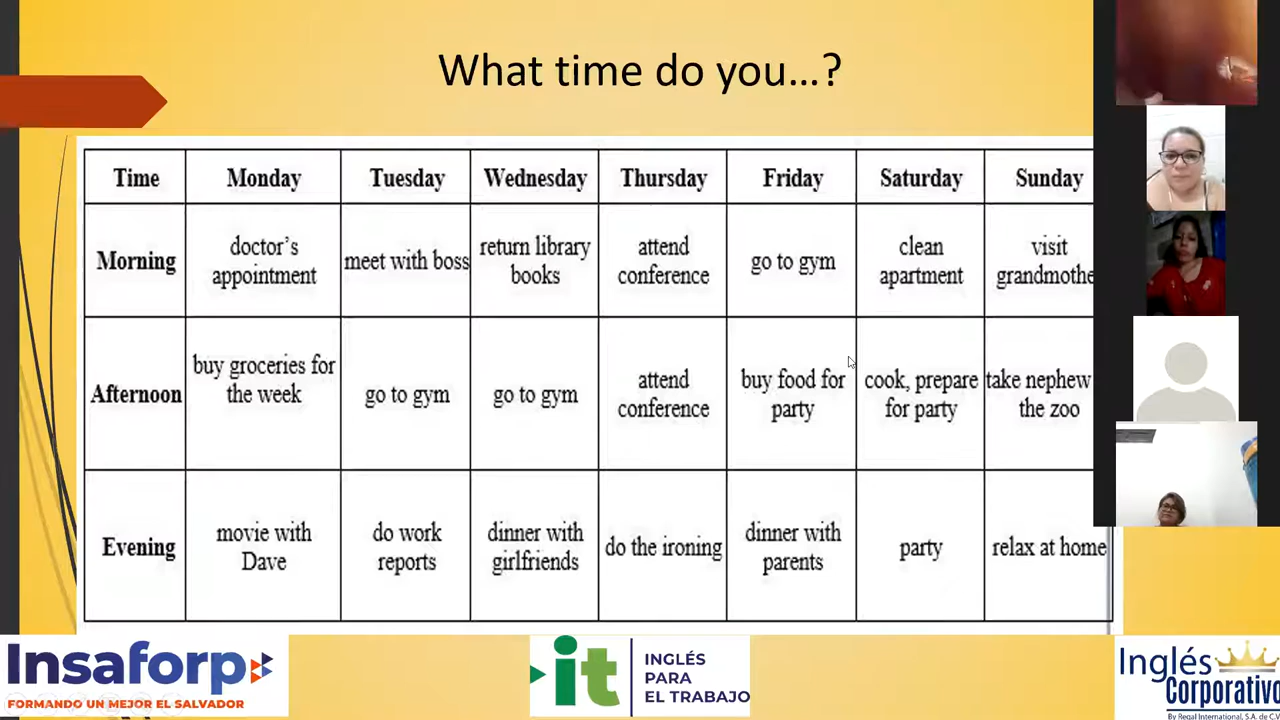 What time do you...?
Time Monday Tuesday Wednesday Thursday Friday Saturday Sunday
Morning
doctor's
appointment
meet with boss
return library
books
attend
conference
go to gym
clean
apartment
visit
grandmothe
Afternoon
buy groceries for
the week
go to gym
go to gym
attend
conference
buy food for
party
cook, prepare
for party
take nephew
the zoo
Evening
movie with
Dave
do work
reports
dinner with
girlfriends
do the ironing
dinner with
parents
party
relax at home
Insaforp
FORMANDO UN MEJOR EL SALVADOR
it
INGLÉS
PARA
EL TRABAJO
Inglés
Corporativo
By Regal International, S.A. de C.V